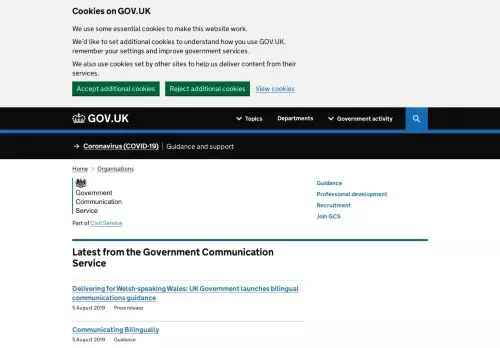 Cookies on GOV.UK
We use some essential cookies to make this website work.
We'd like to set additional cookies to understand how you use GOV.UK,
remember your settings and improve government services.
We also use cookies set by other sites to help us deliver content from their
services.
Accept additional cookies Reject additional cookies View cookies
GOV.UK Topics Departments Government activity
→ Coronavirus (COVID-19) Guidance and support
Home > Organisations
Government
Communication
Service
Part of Civil Service
Guidance
Professional development
Recruitment
Join GCS
Latest from the Government Communication
Service
Delivering for Welsh-speaking Wales: UK Government launches bilingual
communications guidance
5 August 2019 Press release
Communicating Bilingually
5 August 2019 Guidance